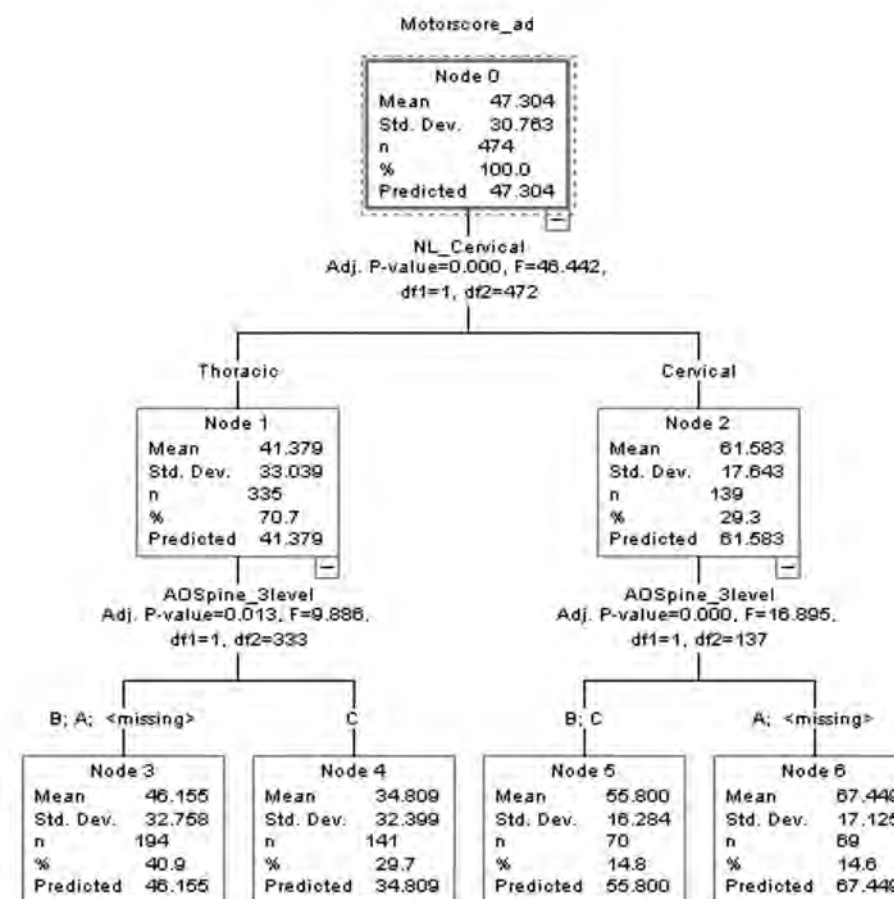 Motorscore_ad
Node 0
Mean 47.304
Std. Dev. 30.763
n 474
% 100.0
Predicted 47.304
NL_Cervical
Adj. P-value=0.000, F=46.442,
df1=1, df2=472
Thoracic
Node 1
Mean 41.379
Std. Dev. 33.039
n 335
% 70.7
Predicted 41.379
AOSpine_3level
Adj. P-value=0.013, F=9.886,
df1=1, df2=333
Cervical
Node 2
Mean 61.583
Std. Dev. 17.643
n 139
% 29.3
Predicted 61.583
AOSpine_3level
Adj. P-value=0.000, F=16.895,
df1=1, df2=137
B; A; <missing>
Node 3
Mean 46.155
Std. Dev. 32.758
n 194
% 40.9
Predicted 46.155
C
Node 4
Mean 34.809
Std. Dev. 32.399
n 141
% 29.7
Predicted 34.809
B; C
Node 5
Mean 55.800
Std. Dev. 16.284
n 70
% 14.8
Predicted 55.800
A; <missing>
Node 6
Mean 67.449
Std. Dev. 17.125
n 69
% 14.6
Predicted 67.449